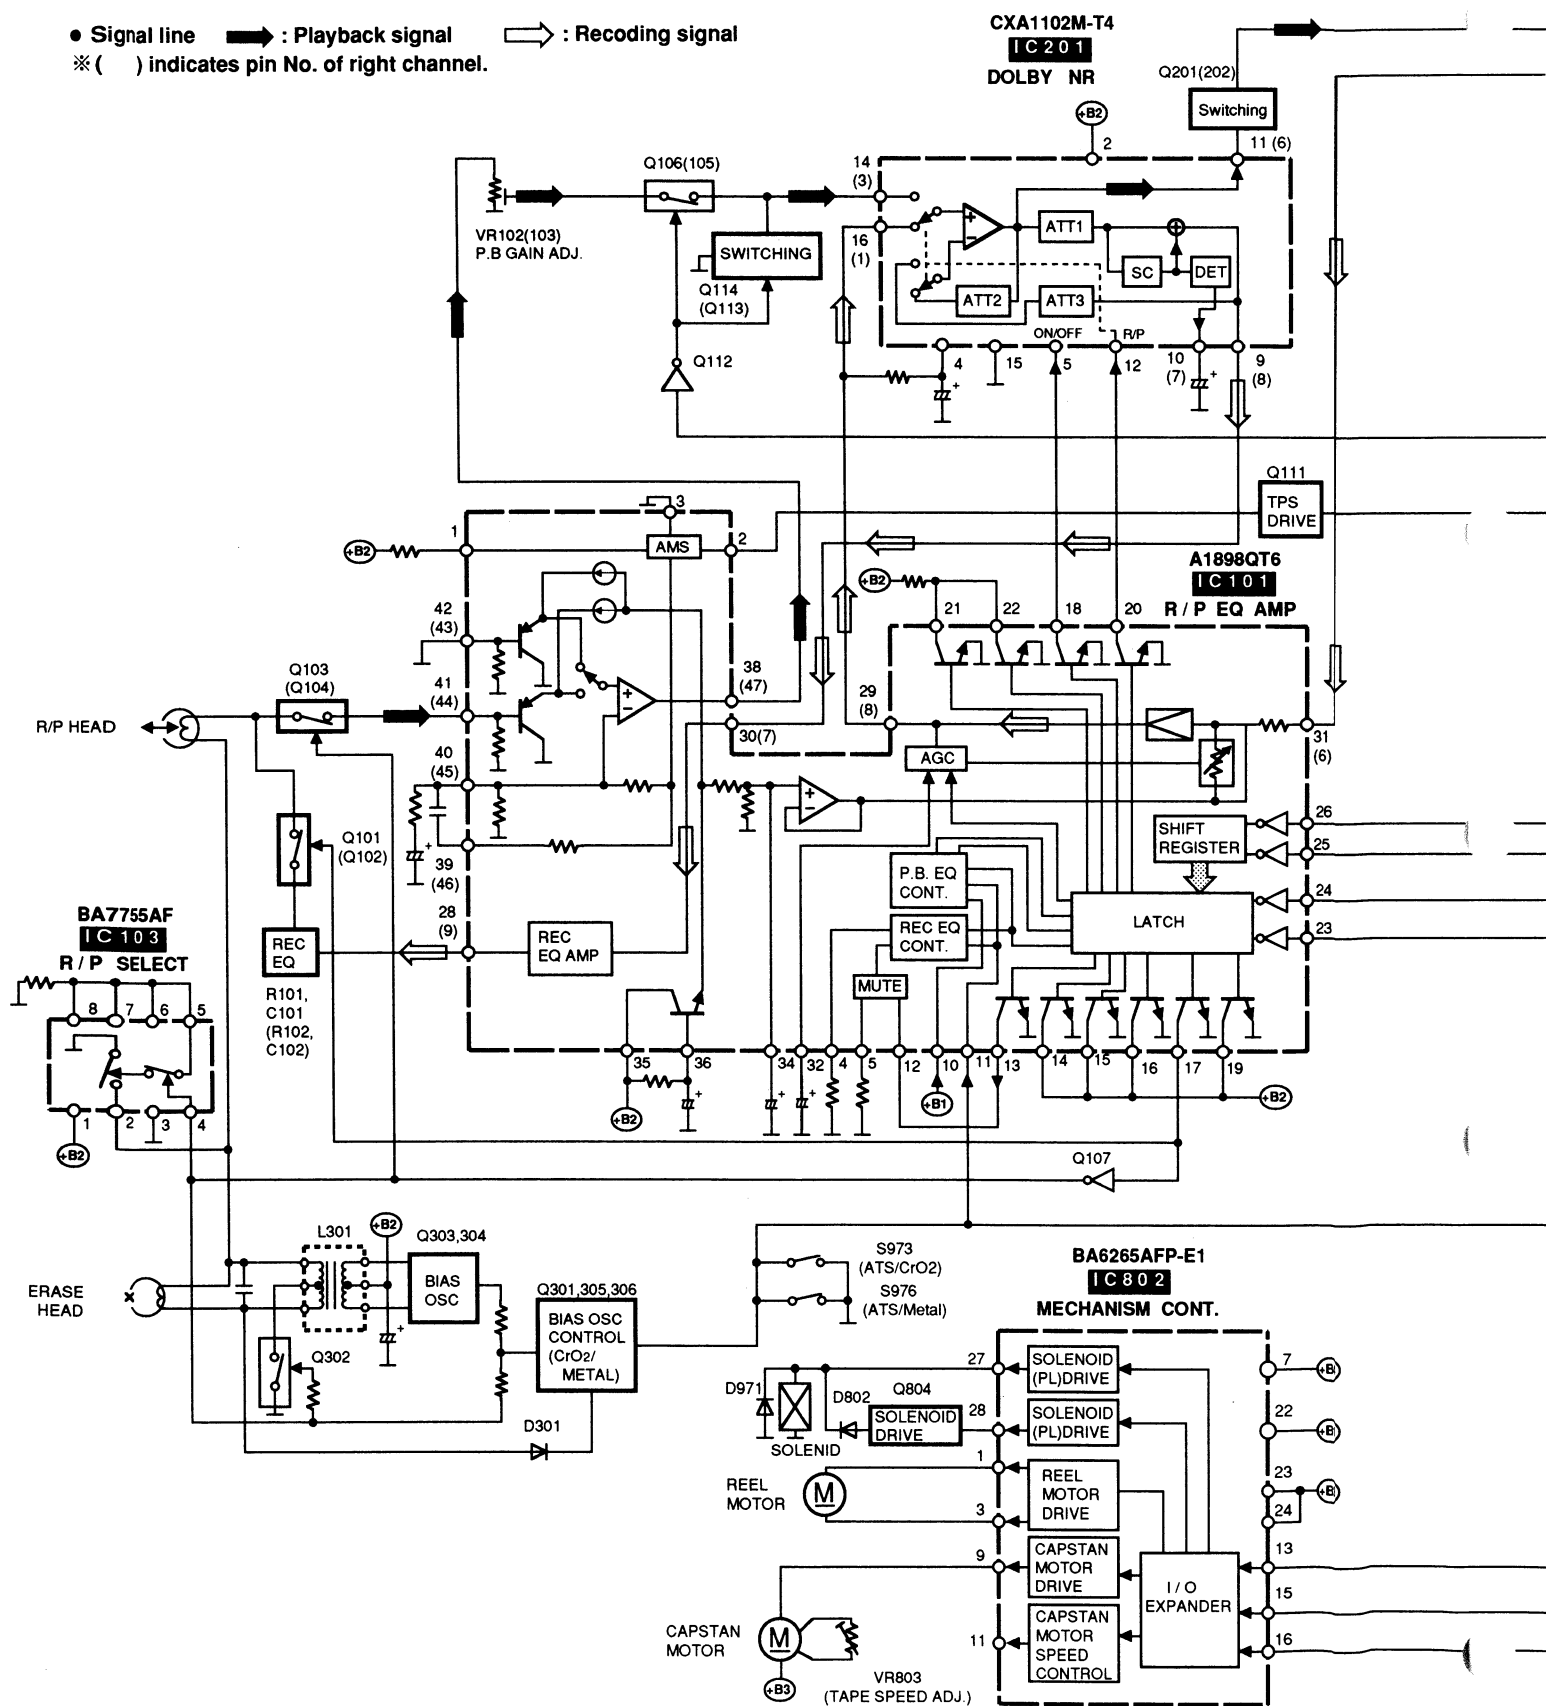 ● Signal line : Playback signal : Recoding signal
※( ) indicates pin No. of right channel.
CXA1102M-T4
IC201
DOLBY NR
Q201(202)
Switching
+B2
2
11 (6)
14
(3)
16
(1)
Q106(105)
VR102(103)
P.B GAIN ADJ.
SWITCHING
Q114
(Q113)
Q112
+
−
ATT1
ATT2
ATT3
SC
DET
ON/OFF
R/P
4
15
5
12
10
(7)
9
(8)
+
+
Q111
TPS
DRIVE
A1898QT6
IC101
R/P EQ AMP
+B2
1
3
AMS
2
+B2
21
22
18
20
42
(43)
Q103
(Q104)
41
(44)
R/P HEAD
40
(45)
38
(47)
30(7)
29
(8)
31
(6)
+
−
AGC
+
−
Q101
(Q102)
+
39
(46)
28
(9)
SHIFT
REGISTER
26
25
24
23
P.B. EQ
CONT.
REC EQ
CONT.
LATCH
MUTE
BA7755AF
IC103
R/P SELECT
REC
EQ
REC
EQ AMP
R101,
C101
(R102,
C102)
8
7
6
5
1
2
3
4
+B2
35
36
34
32
4
5
12
10
11
13
14
15
16
17
19
+B2
+
+
+
+B1
+B2
Q107
L301
+B2
Q303,304
BIAS
OSC
+
ERASE
HEAD
Q302
Q301,305,306
BIAS OSC
CONTROL
(CrO2/
METAL)
D301
S973
(ATS/CrO2)
S976
(ATS/Metal)
BA6265AFP-E1
IC802
MECHANISM CONT.
D971
SOLENID
D802
Q804
SOLENOID
DRIVE
27
28
SOLENOID
(PL)DRIVE
SOLENOID
(PL)DRIVE
REEL
MOTOR
M
1
3
REEL
MOTOR
DRIVE
9
CAPSTAN
MOTOR
DRIVE
11
CAPSTAN
MOTOR
SPEED
CONTROL
I/O
EXPANDER
7
+B
22
+B
23
+B
24
13
15
16
CAPSTAN
MOTOR
M
+B3
VR803
(TAPE SPEED ADJ.)